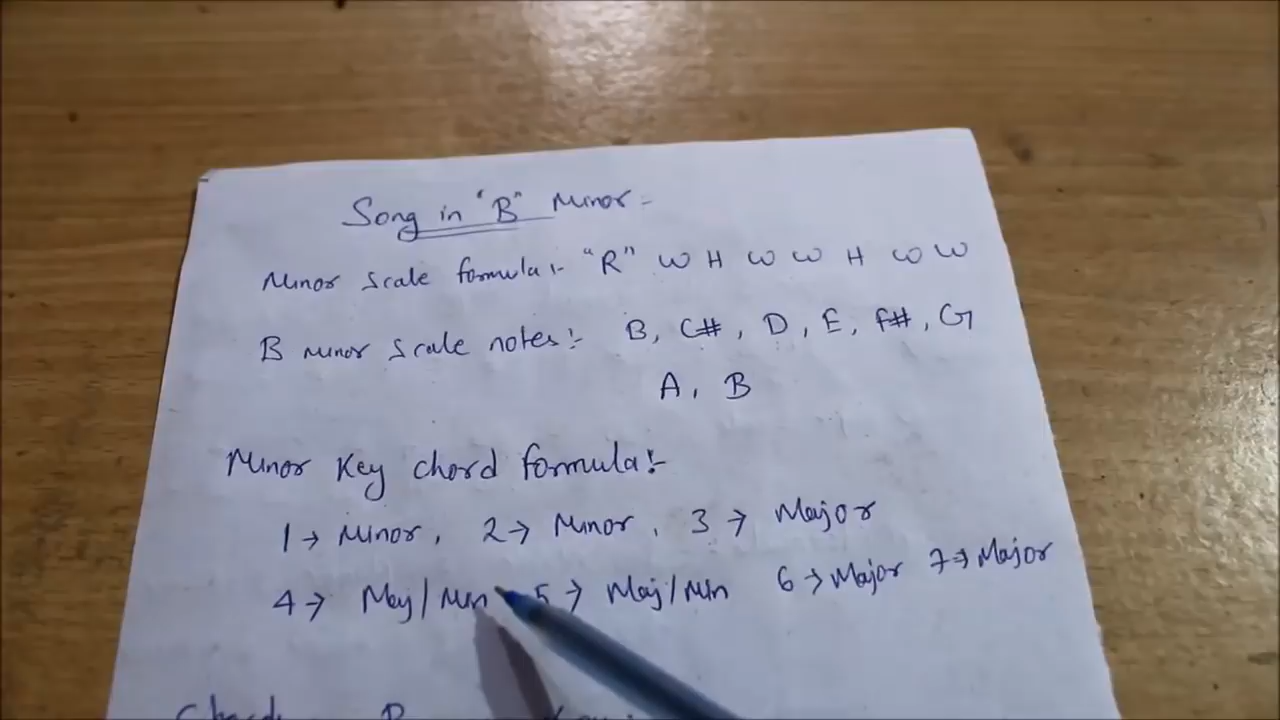 Song in "B" Minor:-
Minor scale formula:- "R" W H W W H W W
B minor scale notes:- B, C#, D, E, F#, G
A, B
Minor Key chord formula:-
1→ Minor, 2→ Minor, 3→ Major
4→ Maj/Min 5→ Maj/Min 6→Major 7→Major